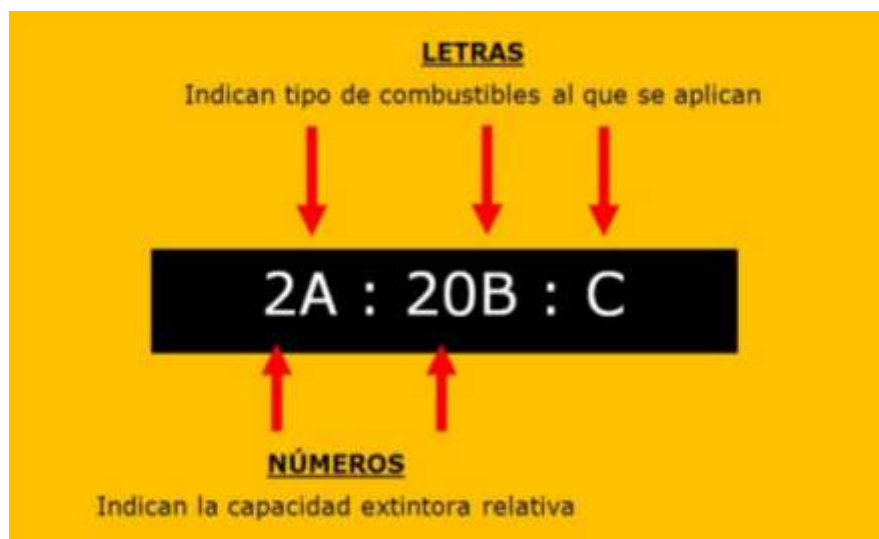 LETRAS
Indican tipo de combustibles al que se aplican
2A : 20B : C
NÚMEROS
Indican la capacidad extintora relativa